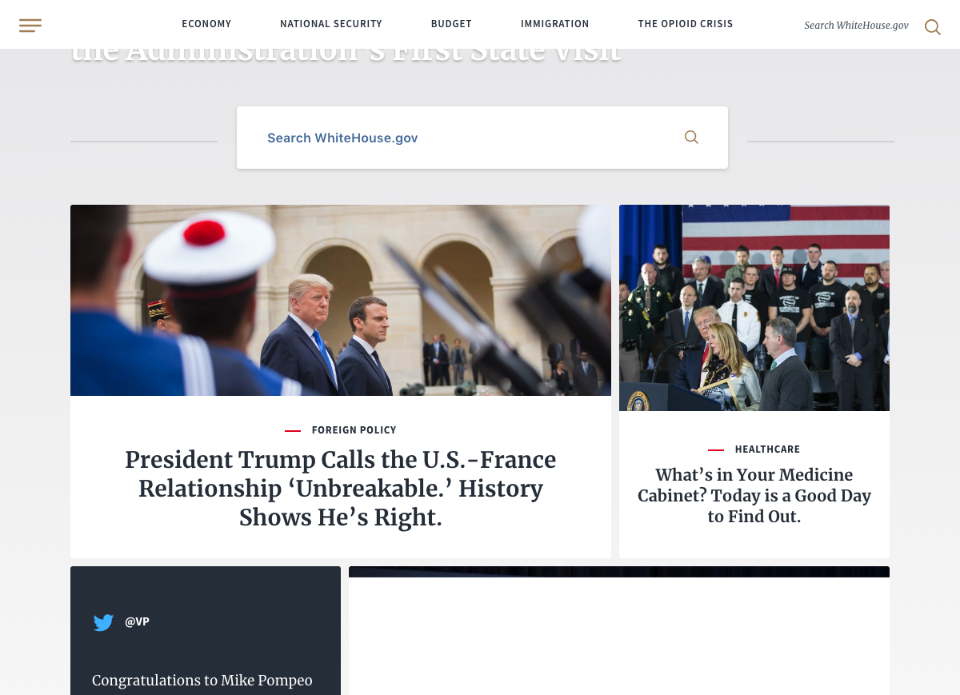 ECONOMY
NATIONAL SECURITY
BUDGET
IMMIGRATION
THE OPIOID CRISIS
Search WhiteHouse.gov
the Administration's First State Visit
Search WhiteHouse.gov
FOREIGN POLICY
President Trump Calls the U.S.-France
Relationship ‘Unbreakable.’ History
Shows He’s Right.
HEALTHCARE
What’s in Your Medicine
Cabinet? Today is a Good Day
to Find Out.
@VP
Congratulations to Mike Pompeo